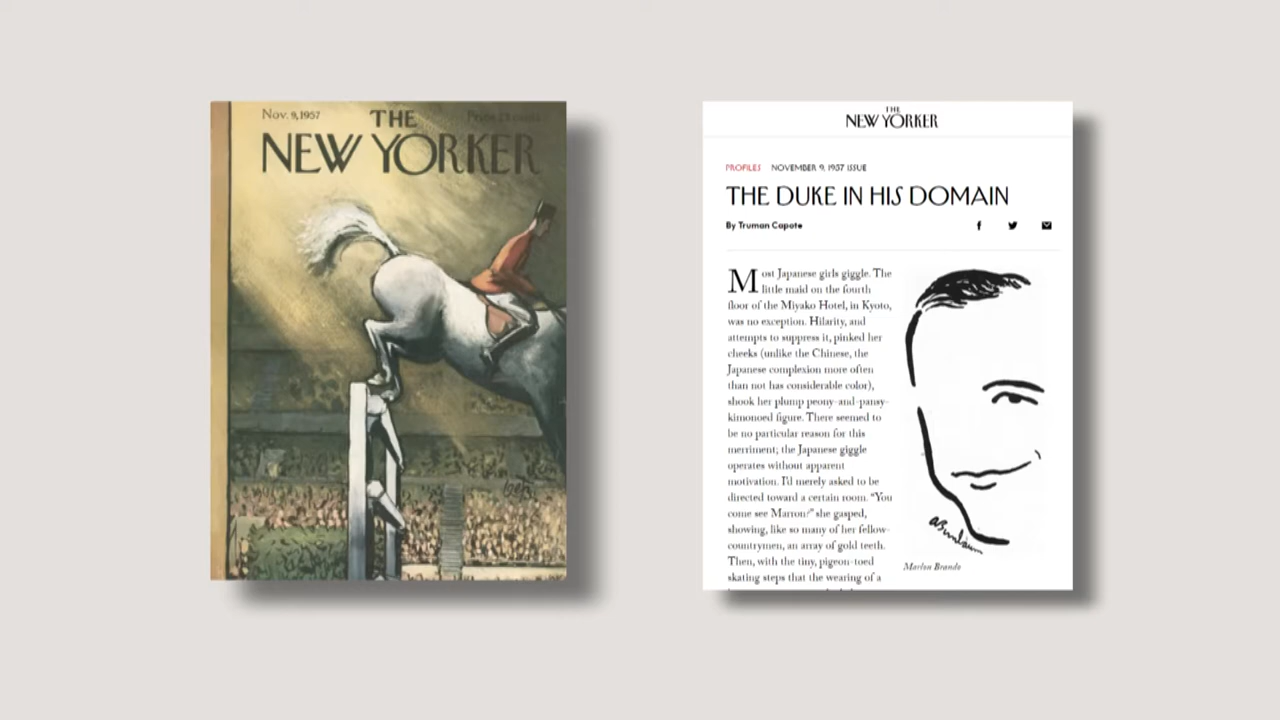 Nov. 9, 1957
THE
NEW YORKER
THE
NEW YORKER
PROFILES NOVEMBER 9, 1957 ISSUE
THE DUKE IN HIS DOMAIN
By Truman Capote
Most Japanese girls giggle. The
little maid on the fourth
floor of the Miyako Hotel, in Kyoto,
was no exception. Hilarity, and
attempts to suppress it, pinked her
cheeks (unlike the Chinese, the
Japanese complexion more often
than not has considerable color),
shook her plump peony-and-pansy-
kimonoed figure. There seemed to
be no particular reason for this
merriment; the Japanese giggle
operates without apparent
motivation. I'd merely asked to be
directed toward a certain room. "You
come see Marron?" she gasped,
showing, like so many of her fellow-
countrymen, an array of gold teeth.
Then, with the tiny, pigeon-toed
skating steps that the wearing of a
Marlon Brando